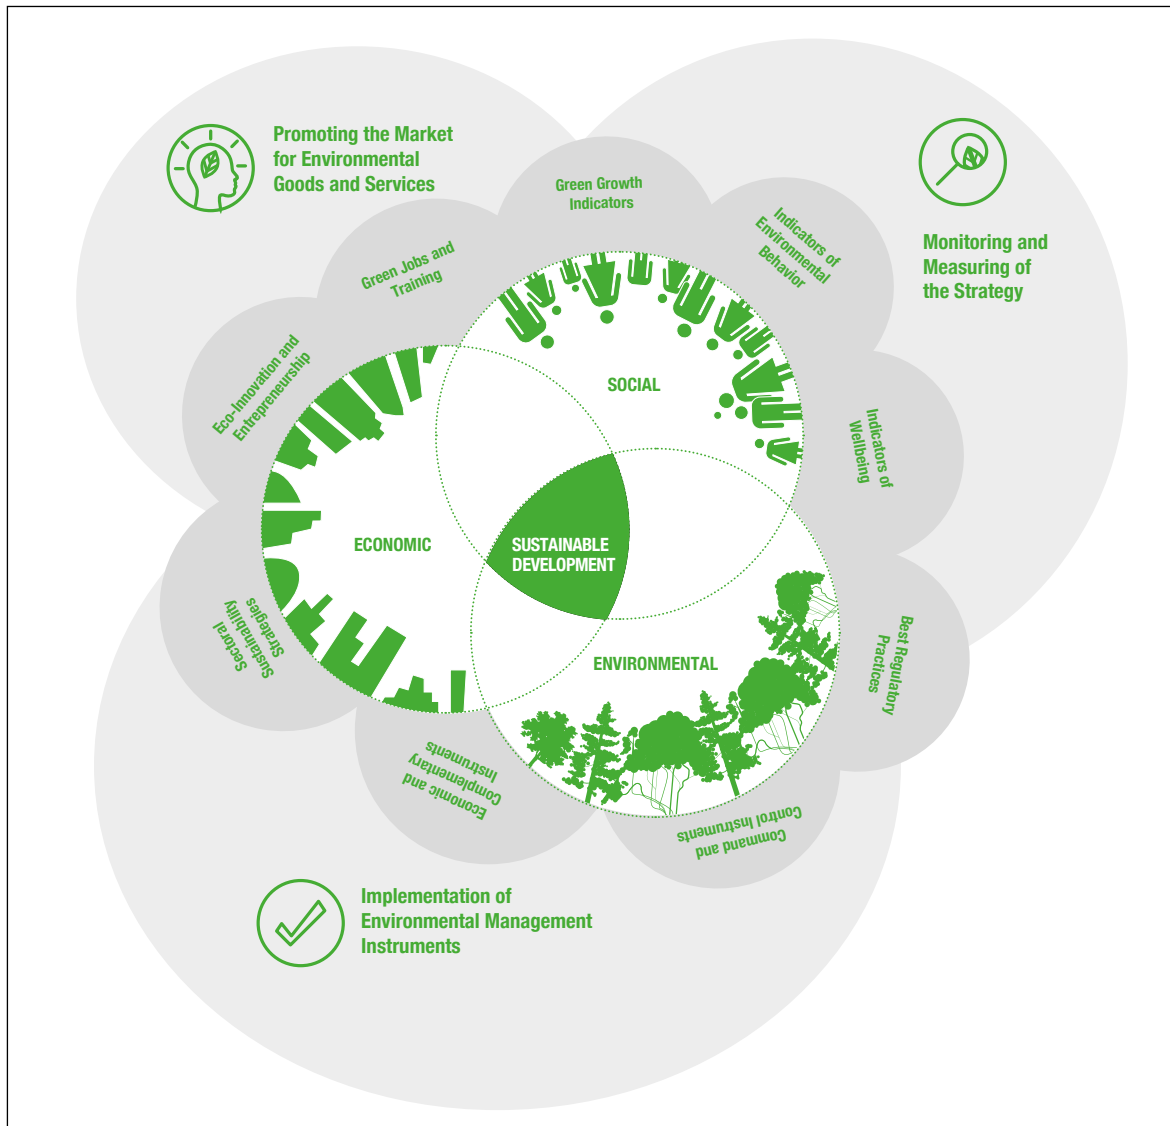 Promoting the Market
for Environmental
Goods and Services
Green Growth
Indicators
Indicators of
Environmental
Behavior
Monitoring and
Measuring of
the Strategy
Green Jobs and
Training
Eco-Innovation and
Entrepreneurship
SOCIAL
Indicators of
Wellbeing
ECONOMIC
SUSTAINABLE
DEVELOPMENT
Sectoral
Sustainability
Strategies
ENVIRONMENTAL
Best Regulatory
Practices
Economic and
Complementary
Instruments
Command and
Control Instruments
Implementation of
Environmental Management
Instruments